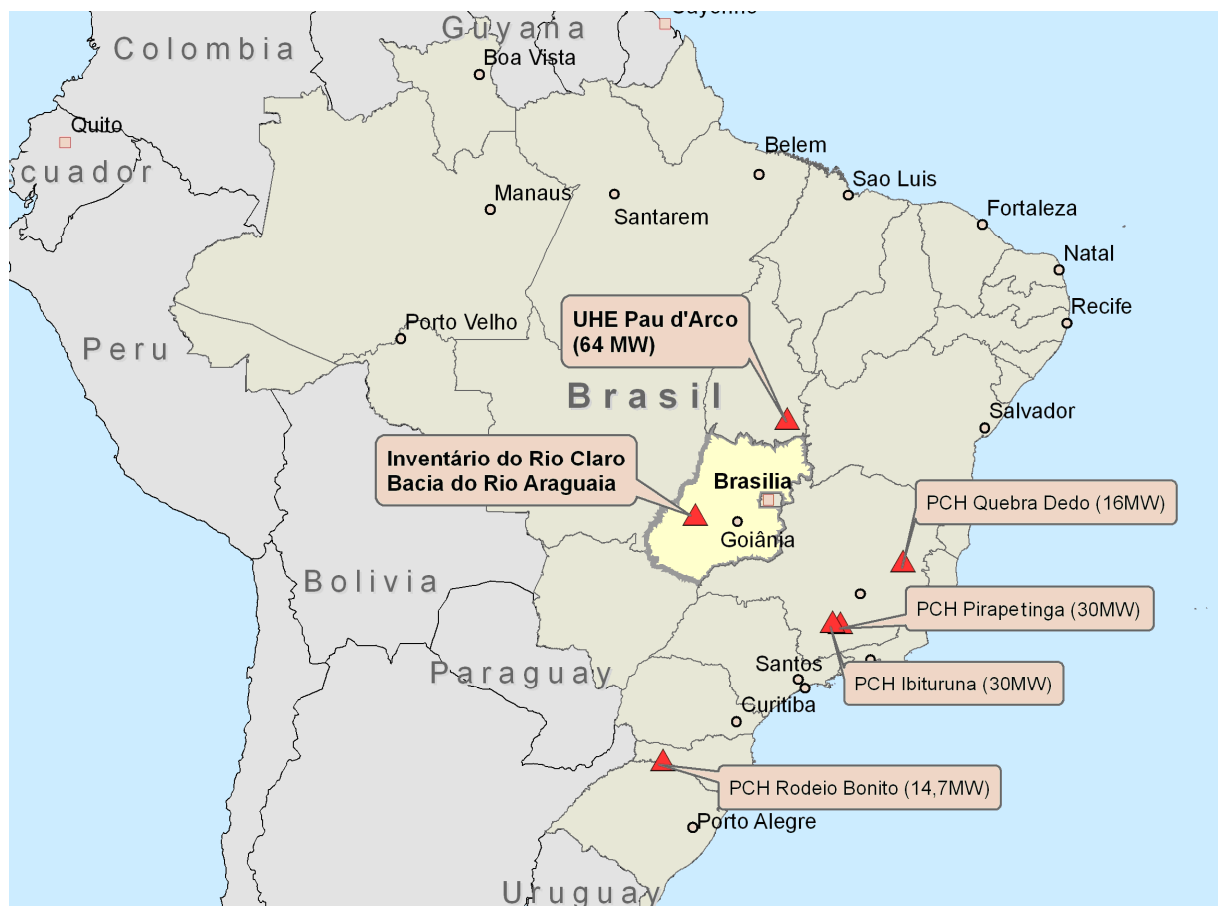 Cayenne
Guyana
Colombia
Boa Vista
Quito
cuador
Belem
Manaus
Santarem
Sao Luis
Fortaleza
Natal
Recife
UHE Pau d'Arco
(64 MW)
Porto Velho
Peru
Brasil
Salvador
Inventário do Rio Claro
Bacia do Rio Araguaia
Brasilia
PCH Quebra Dedo (16MW)
Goiânia
Bolivia
PCH Pirapetinga (30MW)
Paraguay
Santos
PCH Ibituruna (30MW)
Curitiba
PCH Rodeio Bonito (14,7MW)
Porto Alegre
Uruguay